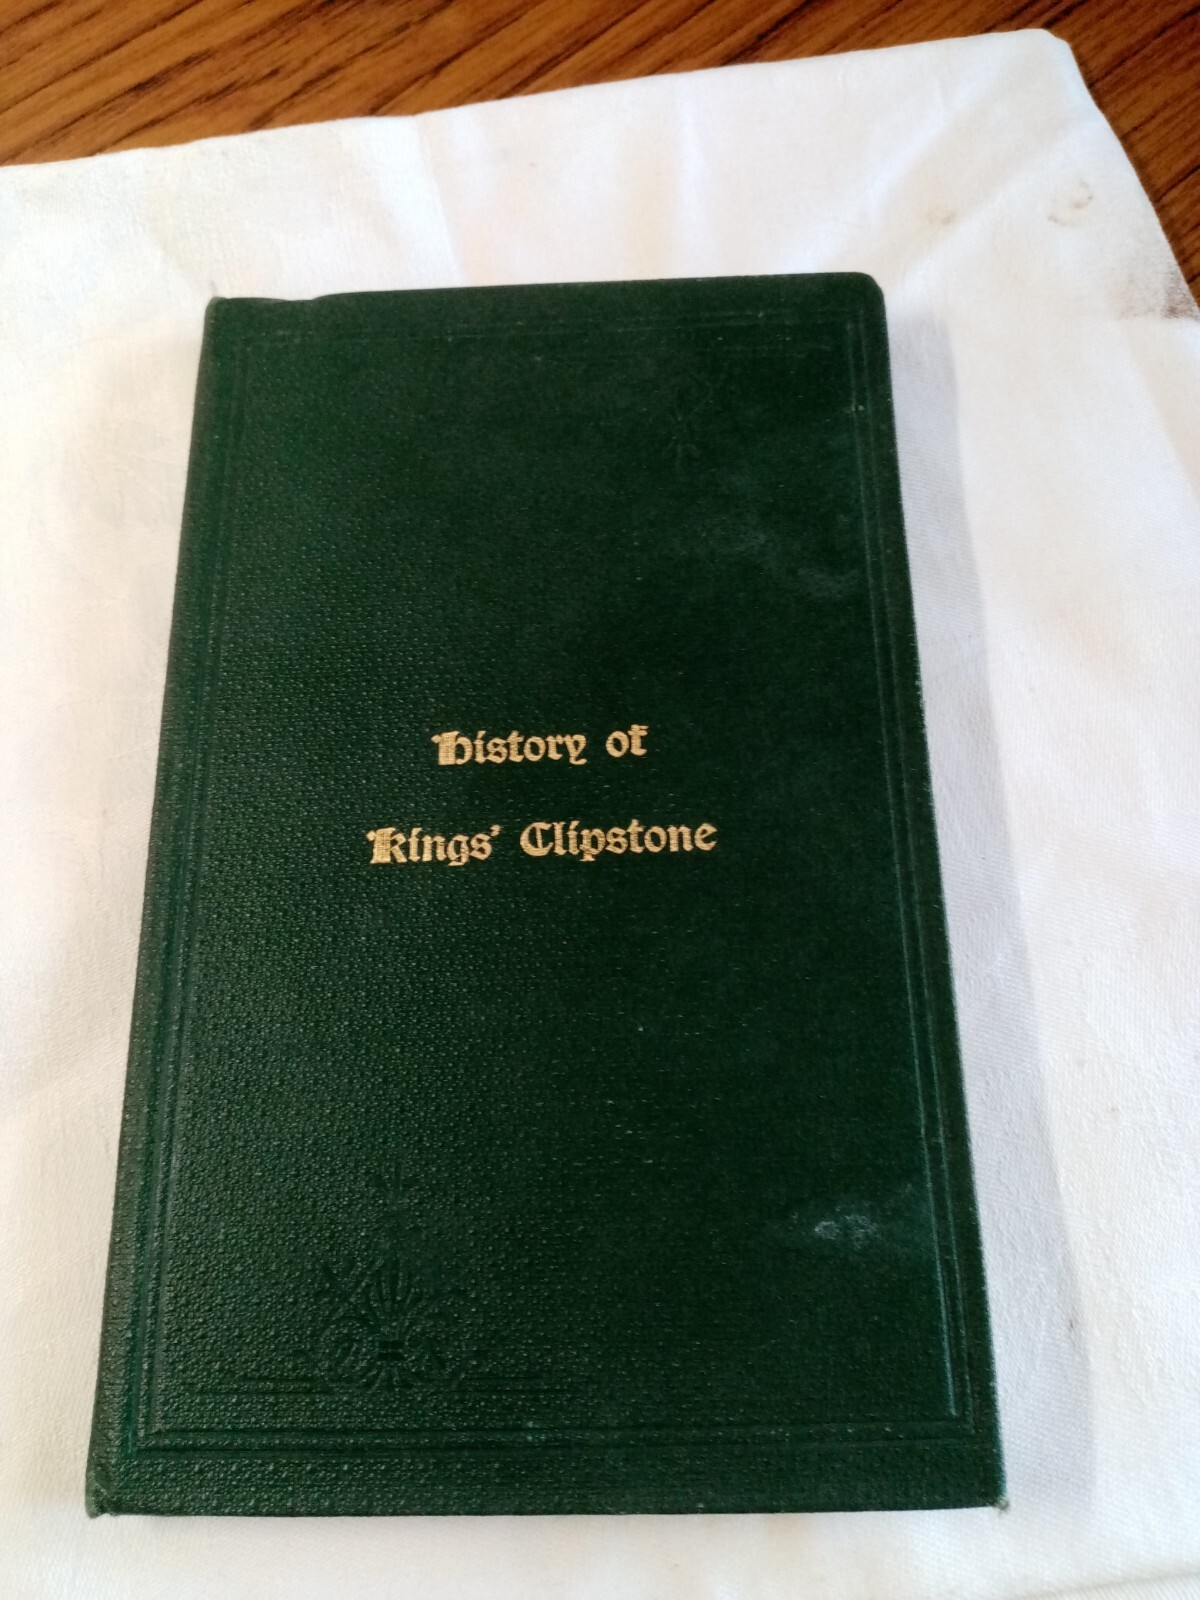 History of
Kings' Clipstone